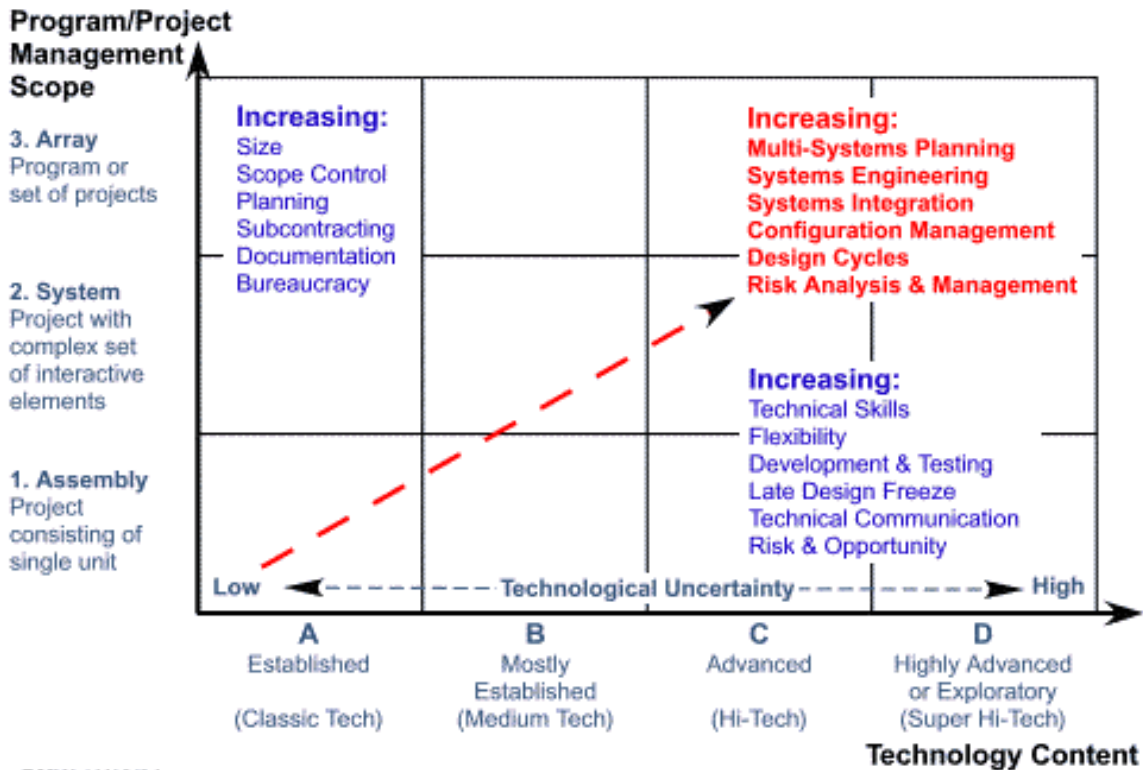 Program/Project
Management
Scope
3. Array
Program or
set of projects
2. System
Project with
complex set
of interactive
elements
1. Assembly
Project
consisting of
single unit
Increasing:
Size
Scope Control
Planning
Subcontracting
Documentation
Bureaucracy
Increasing:
Multi-Systems Planning
Systems Engineering
Systems Integration
Configuration Management
Design Cycles
Risk Analysis & Management
Increasing:
Technical Skills
Flexibility
Development & Testing
Late Design Freeze
Technical Communication
Risk & Opportunity
Low Technological Uncertainty High
A
Established
(Classic Tech)
B
Mostly
Established
(Medium Tech)
C
Advanced
(Hi-Tech)
D
Highly Advanced
or Exploratory
(Super Hi-Tech)
Technology Content